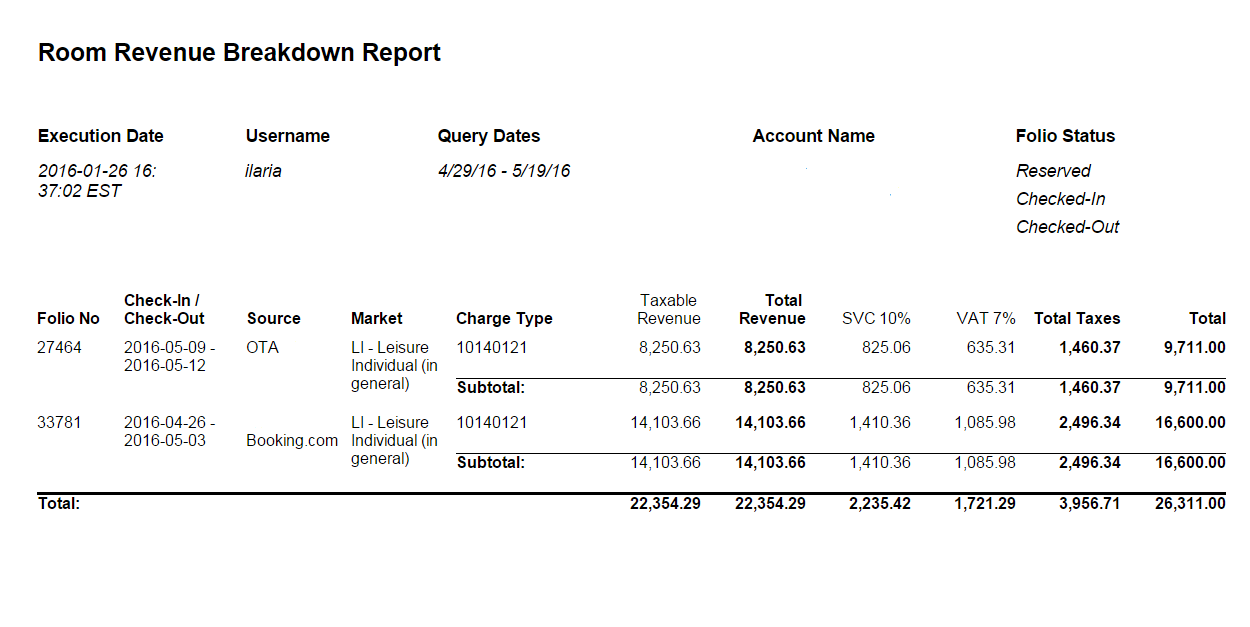 Room Revenue Breakdown Report
Execution Date Username Query Dates Account Name Folio Status
2016-01-26 16: ilaria 4/29/16 - 5/19/16 Reserved
37:02 EST
Checked-In
Checked-Out
Check-In / Taxable Total
Folio No Check-Out Source Market Charge Type Revenue Revenue SVC 10% VAT 7% Total Taxes Total
27464 2016-05-09 - OTA LI - Leisure 10140121 8,250.63 8,250.63 825.06 635.31 1,460.37 9,711.00
2016-05-12 Individual (in
general) Subtotal: 8,250.63 8,250.63 825.06 635.31 1,460.37 9,711.00
33781 2016-04-26 - LI - Leisure 10140121 14,103.66 14,103.66 1,410.36 1,085.98 2,496.34 16,600.00
2016-05-03 Booking.com Individual (in
general) Subtotal: 14,103.66 14,103.66 1,410.36 1,085.98 2,496.34 16,600.00
Total: 22,354.29 22,354.29 2,235.42 1,721.29 3,956.71 26,311.00